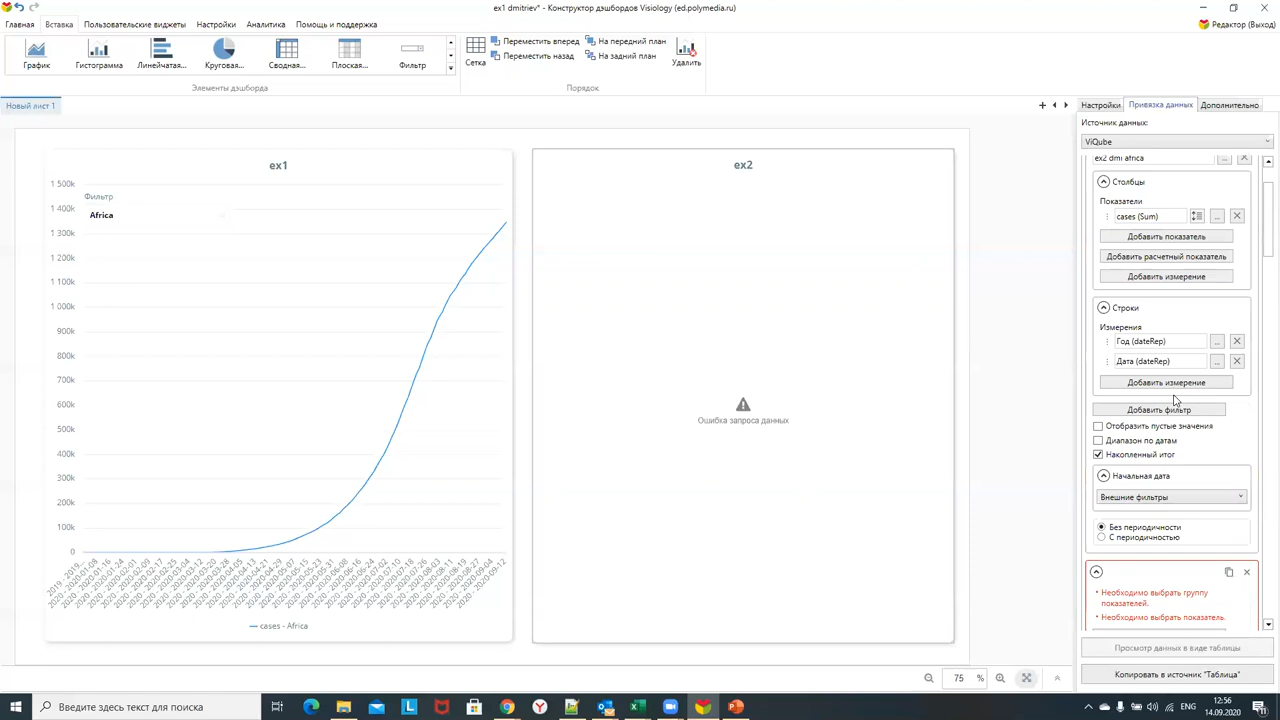 ex1 dmitriev* - Конструктор дэшбордов Visiology (ed.polymedia.ru)
Главная Вставка Пользовательские виджеты Настройки Аналитика Помощь и поддержка
Редактор (Выход)
График Гистограмма Линейчатая... Круговая... Сводная... Плоская... Фильтр
Элементы дэшборда
Сетка
Переместить вперед На передний план
Переместить назад На задний план
Удалить
Порядок
Новый лист 1
ex1
1 500k
Фильтр
1 400k
Africa
1 300k
1 200k
1 100k
1 000k
900k
800k
700k
600k
500k
400k
300k
200k
100k
0
cases - Africa
ex2
Ошибка запроса данных
75 %
Настройки Привязка данных Дополнительно
Источник данных:
ViQube
ex2 dmi africa ...
Столбцы
Показатели
cases (Sum) ...
Добавить показатель
Добавить расчетный показатель
Добавить измерение
Строки
Измерения
Год (dateRep) ...
Дата (dateRep) ...
Добавить измерение
Добавить фильтр
Отобразить пустые значения
Диапазон по датам
Накопленный итог
Начальная дата
Внешние фильтры
Без периодичности
С периодичностью
Необходимо выбрать группу
показателей.
Необходимо выбрать показатель.
Просмотр данных в виде таблицы
Копировать в источник "Таблица"
Введите здесь текст для поиска
12:56
14.09.2020